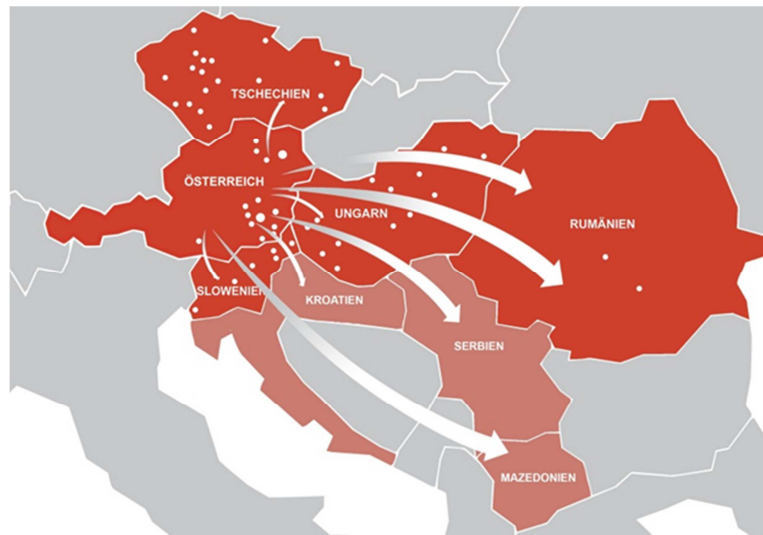 TSCHECHIEN
ÖSTERREICH
UNGARN
RUMÄNIEN
SLOWENIEN
KROATIEN
SERBIEN
MAZEDONIEN